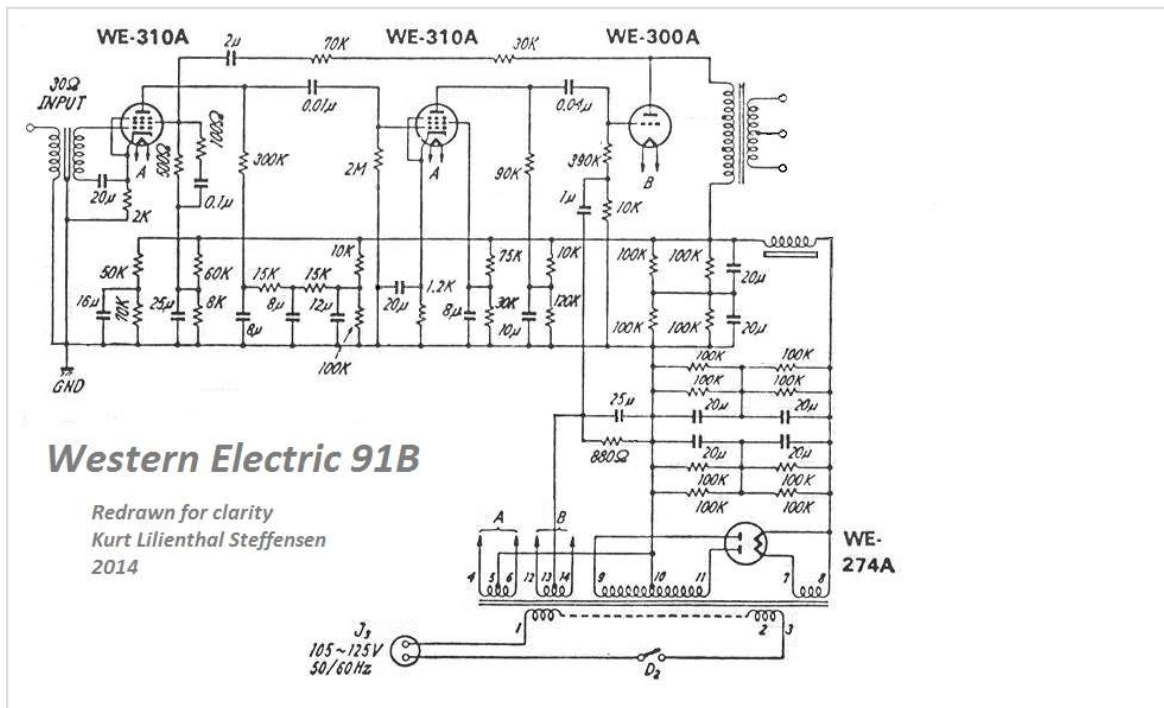 WE-310A
WE-310A
WE-300A
2µ
70K
30K
30Ω
INPUT
0.01µ
0.04µ
A
500Ω
100Ω
300K
2M
A
90K
390K
B
20µ
2K
0.1µ
1µ
10K
50K
60K
15K
15K
10K
20µ
1.2K
75K
10K
100K
100K
20µ
16µ
70K
25µ
8K
8µ
8µ
12µ
100K
8µ
30K
10µ
120K
100K
100K
20µ
GND
100K
100K
100K
100K
25µ
20µ
20µ
880Ω
20µ
20µ
100K
100K
100K
100K
Western Electric 91B
Redrawn for clarity
Kurt Lilienthal Steffensen
2014
A
B
WE-
274A
4
5
6
12
13
14
9
10
11
7
8
1
2
3
J₃
105~125V
50/60Hz
D₂